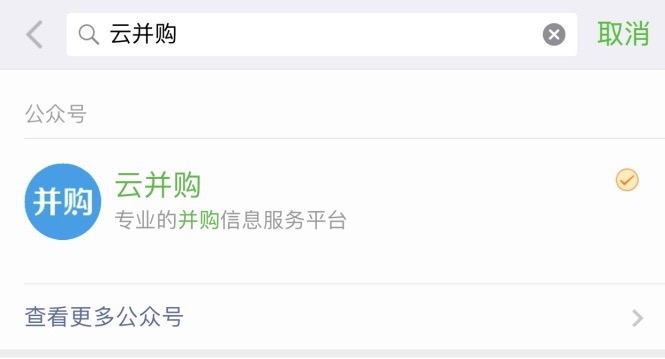 云并购 取消
公众号
并购
云并购
专业的并购信息服务平台
查看更多公众号